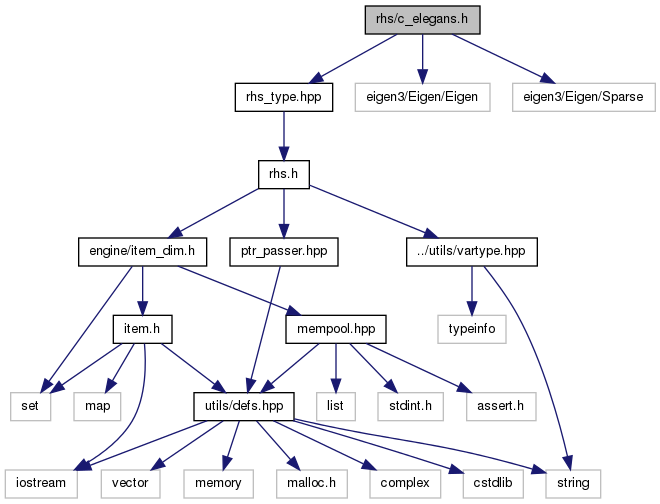 rhs/c_elegans.h
rhs_type.hpp
eigen3/Eigen/Eigen
eigen3/Eigen/Sparse
rhs.h
engine/item_dim.h
ptr_passer.hpp
../utils/vartype.hpp
item.h
mempool.hpp
typeinfo
set
map
utils/defs.hpp
list
stdint.h
assert.h
iostream
vector
memory
malloc.h
complex
cstdlib
string